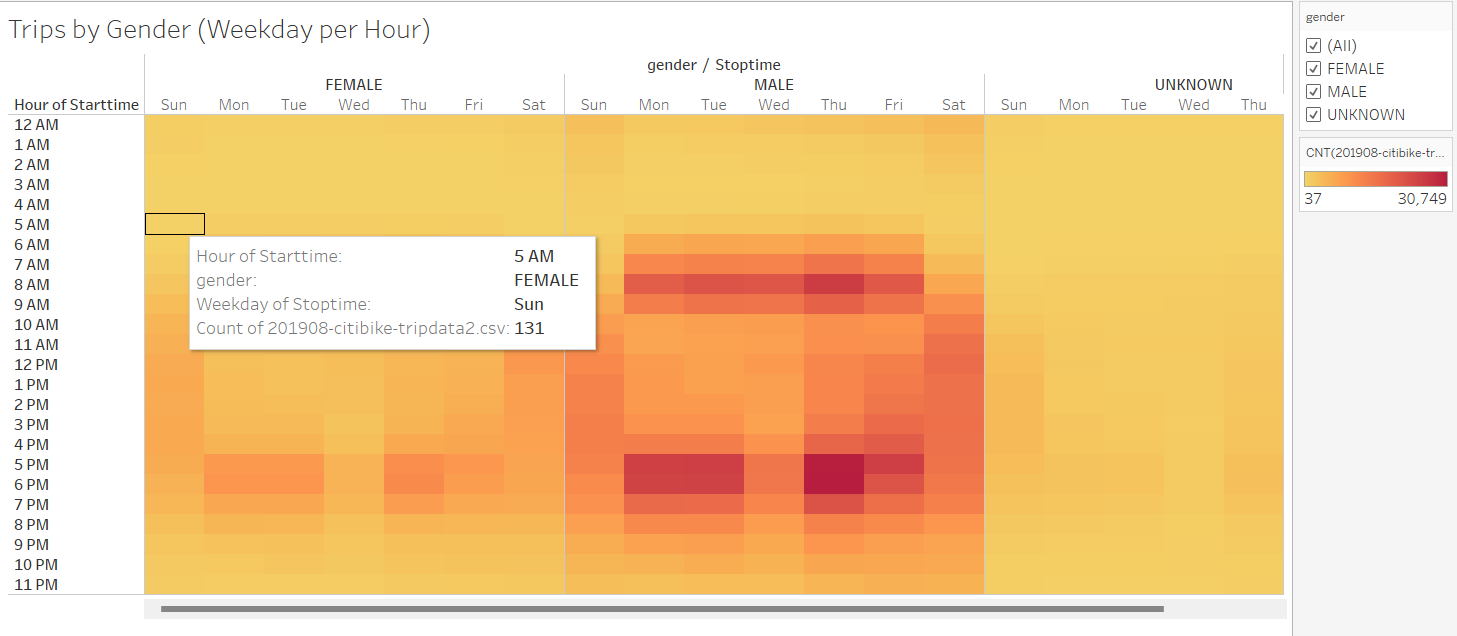 Trips by Gender (Weekday per Hour)
gender / Stoptime
FEMALE MALE UNKNOWN
Hour of Starttime Sun Mon Tue Wed Thu Fri Sat Sun Mon Tue Wed Thu Fri Sat Sun Mon Tue Wed Thu
12 AM
1 AM
2 AM
3 AM
4 AM
5 AM
6 AM
7 AM
8 AM
9 AM
10 AM
11 AM
12 PM
1 PM
2 PM
3 PM
4 PM
5 PM
6 PM
7 PM
8 PM
9 PM
10 PM
11 PM
Hour of Starttime: 5 AM
gender: FEMALE
Weekday of Stoptime: Sun
Count of 201908-citibike-tripdata2.csv: 131
gender
(All)
FEMALE
MALE
UNKNOWN
CNT(201908-citibike-tr...
37 30,749